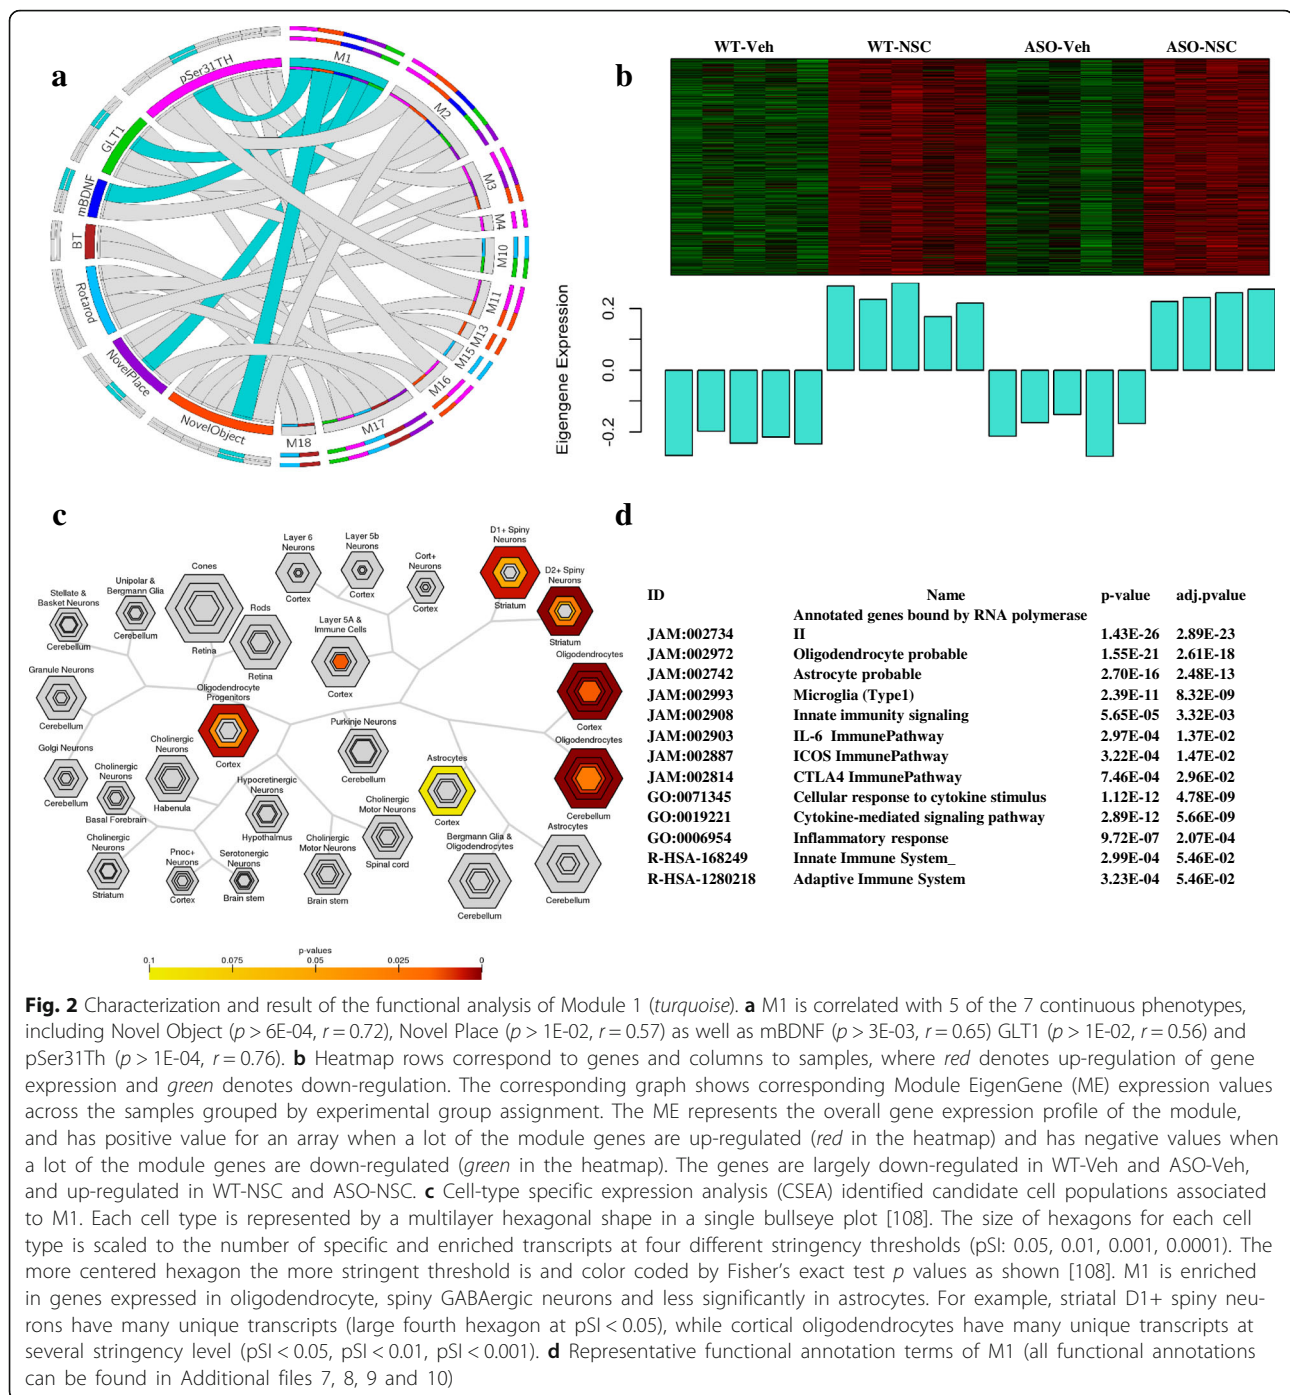 a
pSer31TH
M1
M2
M3
M4
M10
M11
M13
M15
M16
M17
M18
NovelObject
NovelPlace
Rotarod
BT
mBDNF
GLT1
b
WT-Veh
WT-NSC
ASO-Veh
ASO-NSC
Eigengene Expression
0.2
0.0
-0.2
c
Layer 6
Neurons
Cortex
Layer 5b
Neurons
Cortex
Cort+
Neurons
Cortex
D1+ Spiny
Neurons
Striatum
D2+ Spiny
Neurons
Striatum
Cones
Retina
Rods
Retina
Unipolar &
Bergmann Glia
Cerebellum
Stellate &
Basket Neurons
Cerebellum
Layer 5A &
Immune Cells
Cortex
Oligodendrocytes
Cortex
Oligodendrocytes
Cerebellum
Granule Neurons
Cerebellum
Oligodendrocyte
Progenitors
Cortex
Purkinje Neurons
Cerebellum
Golgi Neurons
Cerebellum
Cholinergic
Neurons
Habenula
Cholinergic
Neurons
Basal Forebrain
Hypocretinergic
Neurons
Hypothalmus
Astrocytes
Cortex
Cholinergic
Motor Neurons
Spinal cord
Cholinergic
Neurons
Striatum
Pnoc+
Neurons
Cortex
Serotonergic
Neurons
Brain stem
Cholinergic
Motor Neurons
Brain stem
Bergmann Glia &
Oligodendrocytes
Cerebellum
Astrocytes
Cerebellum
p-values
0.1 0.075 0.05 0.025 0
d
ID Name p-value adj.pvalue
Annotated genes bound by RNA polymerase
JAM:002734 II 1.43E-26 2.89E-23
JAM:002972 Oligodendrocyte probable 1.55E-21 2.61E-18
JAM:002742 Astrocyte probable 2.70E-16 2.48E-13
JAM:002993 Microglia (Type1) 2.39E-11 8.32E-09
JAM:002908 Innate immunity signaling 5.65E-05 3.32E-03
JAM:002903 IL-6 ImmunePathway 2.97E-04 1.37E-02
JAM:002887 ICOS ImmunePathway 3.22E-04 1.47E-02
JAM:002814 CTLA4 ImmunePathway 7.46E-04 2.96E-02
GO:0071345 Cellular response to cytokine stimulus 1.12E-12 4.78E-09
GO:0019221 Cytokine-mediated signaling pathway 2.89E-12 5.66E-09
GO:0006954 Inflammatory response 9.72E-07 2.07E-04
R-HSA-168249 Innate Immune System_ 2.99E-04 5.46E-02
R-HSA-1280218 Adaptive Immune System 3.23E-04 5.46E-02
Fig. 2 Characterization and result of the functional analysis of Module 1 (turquoise). a M1 is correlated with 5 of the 7 continuous phenotypes,
including Novel Object (p > 6E-04, r = 0.72), Novel Place (p > 1E-02, r = 0.57) as well as mBDNF (p > 3E-03, r = 0.65) GLT1 (p > 1E-02, r = 0.56) and
pSer31Th (p > 1E-04, r = 0.76). b Heatmap rows correspond to genes and columns to samples, where red denotes up-regulation of gene
expression and green denotes down-regulation. The corresponding graph shows corresponding Module EigenGene (ME) expression values
across the samples grouped by experimental group assignment. The ME represents the overall gene expression profile of the module,
and has positive value for an array when a lot of the module genes are up-regulated (red in the heatmap) and has negative values when
a lot of the module genes are down-regulated (green in the heatmap). The genes are largely down-regulated in WT-Veh and ASO-Veh,
and up-regulated in WT-NSC and ASO-NSC. c Cell-type specific expression analysis (CSEA) identified candidate cell populations associated
to M1. Each cell type is represented by a multilayer hexagonal shape in a single bullseye plot [108]. The size of hexagons for each cell
type is scaled to the number of specific and enriched transcripts at four different stringency thresholds (pSI: 0.05, 0.01, 0.001, 0.0001). The
more centered hexagon the more stringent threshold is and color coded by Fisher's exact test p values as shown [108]. M1 is enriched
in genes expressed in oligodendrocyte, spiny GABAergic neurons and less significantly in astrocytes. For example, striatal D1+ spiny neu-
rons have many unique transcripts (large fourth hexagon at pSI < 0.05), while cortical oligodendrocytes have many unique transcripts at
several stringency level (pSI < 0.05, pSI < 0.01, pSI < 0.001). d Representative functional annotation terms of M1 (all functional annotations
can be found in Additional files 7, 8, 9 and 10)